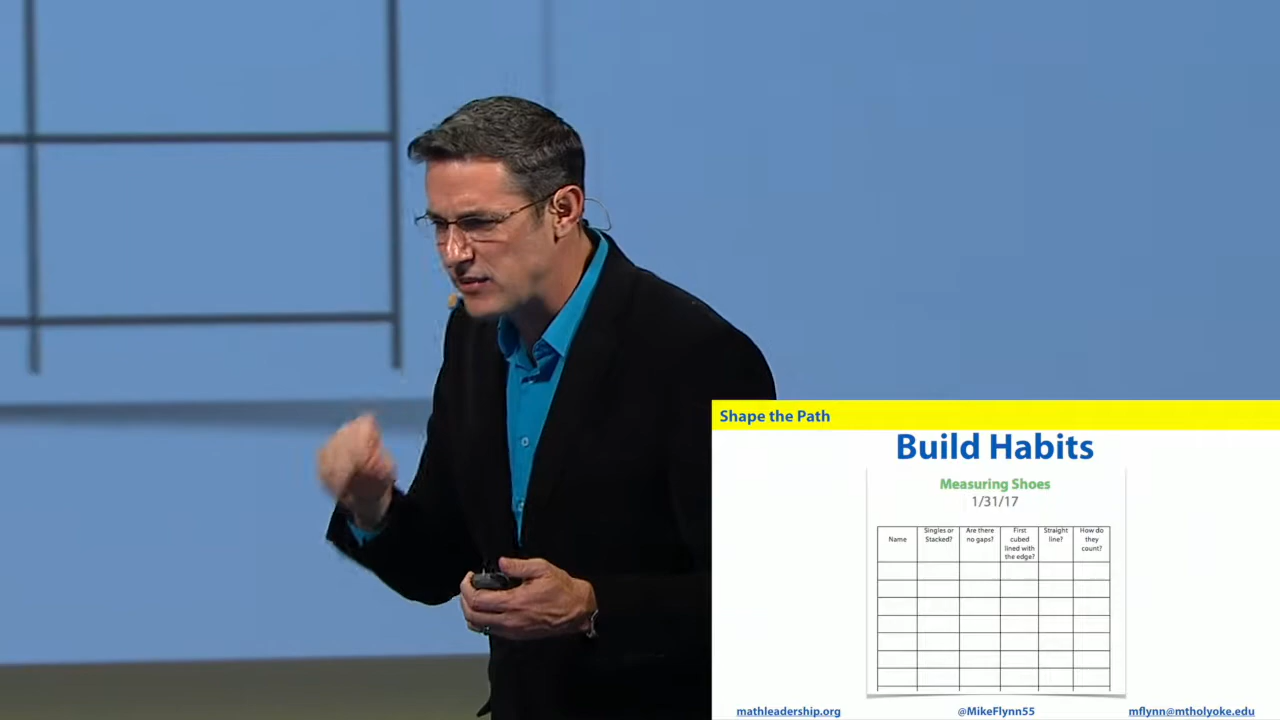 Shape the Path
Build Habits
Measuring Shoes
1/31/17
Name
Singles or
Stacked?
Are there
no gaps?
First
cubed
lined with
the edge?
Straight
line?
How do
they
count?
mathleadership.org
@MikeFlynn55
mflynn@mtholyoke.edu